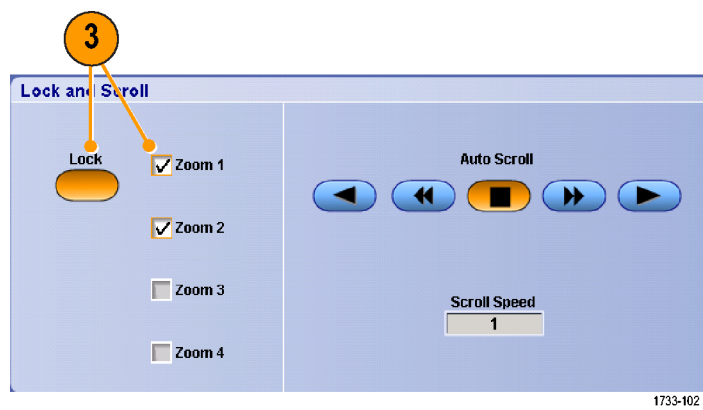 3
Lock and Scroll
Lock
Zoom 1
Zoom 2
Zoom 3
Zoom 4
Auto Scroll
Scroll Speed
1
1733-102